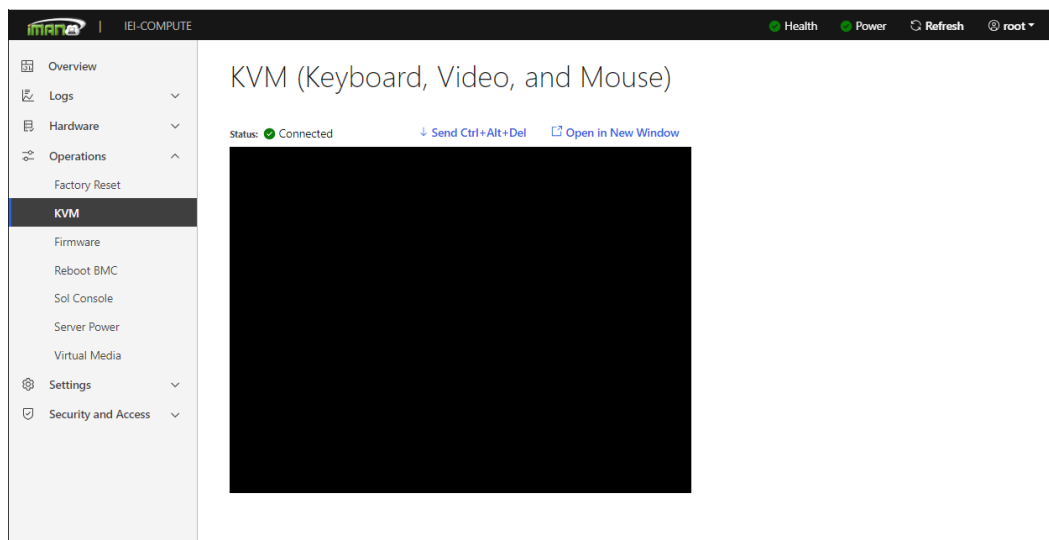 iMAN | IEI-COMPUTE
Health Power Refresh root
Overview
Logs
Hardware
Operations
Factory Reset
KVM
Firmware
Reboot BMC
Sol Console
Server Power
Virtual Media
Settings
Security and Access
KVM (Keyboard, Video, and Mouse)
Status: Connected
Send Ctrl+Alt+Del
Open in New Window